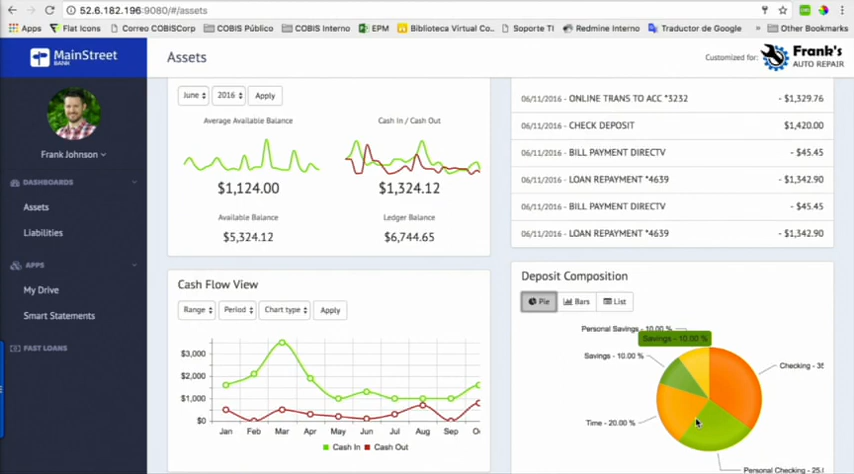 52.6.182.196:9080/#/assets
Apps
Flat Icons
Correo COBISCorp
COBIS Público
COBIS Interno
EPM
Biblioteca Virtual Co...
Soporte TI
Redmine Interno
Traductor de Google
»
Other Bookmarks
MainStreet
BANK
Assets
Customized for:
Frank's
AUTO REPAIR
Frank Johnson
DASHBOARDS
Assets
Liabilities
APPS
My Drive
Smart Statements
FAST LOANS
June
2016
Apply
Average Available Balance
Cash In / Cash Out
$1,124.00
$1,324.12
Available Balance
Ledger Balance
$5,324.12
$6,744.65
06/11/2016 - ONLINE TRANS TO ACC *3232 - $1,329.76
06/11/2016 - CHECK DEPOSIT $1,420.00
06/11/2016 - BILL PAYMENT DIRECTV - $45.45
06/11/2016 - LOAN REPAYMENT *4639 - $1,342.90
06/11/2016 - BILL PAYMENT DIRECTV - $45.45
06/11/2016 - LOAN REPAYMENT *4639 - $1,342.90
Cash Flow View
Range
Period
Chart type
Apply
$3,000
$2,000
$1,000
$0
Jan Feb Mar Apr May Jun Jul Aug Sep
Cash In Cash Out
Deposit Composition
Pie
Bars
List
Personal Savings - 10.00 %
Savings - 10.00 %
Savings - 10.00 %
Checking - 35
Time - 20.00 %
Personal Checking - 25.